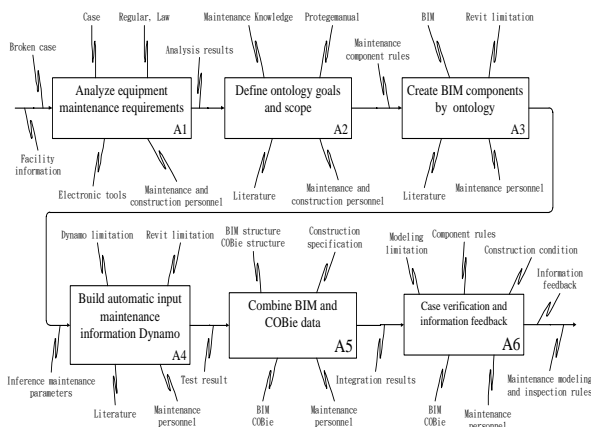 Case
Regular, Law
Maintenance Knowledge
Protegemanual
BIM
Revit limitation
Broken case
Analysis results
Maintenance
component rules
Analyze equipment
maintenance requirements
A1
Define ontology goals
and scope
A2
Create BIM components
by ontology
A3
Facility
information
Electronic tools
Maintenance and
construction personnel
Literature
Maintenance and
construction personnel
Literature
Maintenance personnel
Dynamo limitation
Revit limitation
BIM structure
COBie structure
Construction
specification
Modeling
limitation
Component rules
Construction condition
Information
feedback
Build automatic input
maintenance
information Dynamo
A4
Combine BIM and
COBie data
A5
Case verification and
information feedback
A6
Inference maintenance
parameters
Literature
Maintenance
personnel
Test result
BIM
COBie
Maintenance
personnel
Integration results
BIM
COBie
Maintenance
personnel
Maintenance modeling
and inspection rules